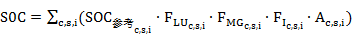 SOC = ∑c,s,i(SOC参考c,s,i · FLUc,s,i · FMGc,s,i · FIc,s,i · Ac,s,i)